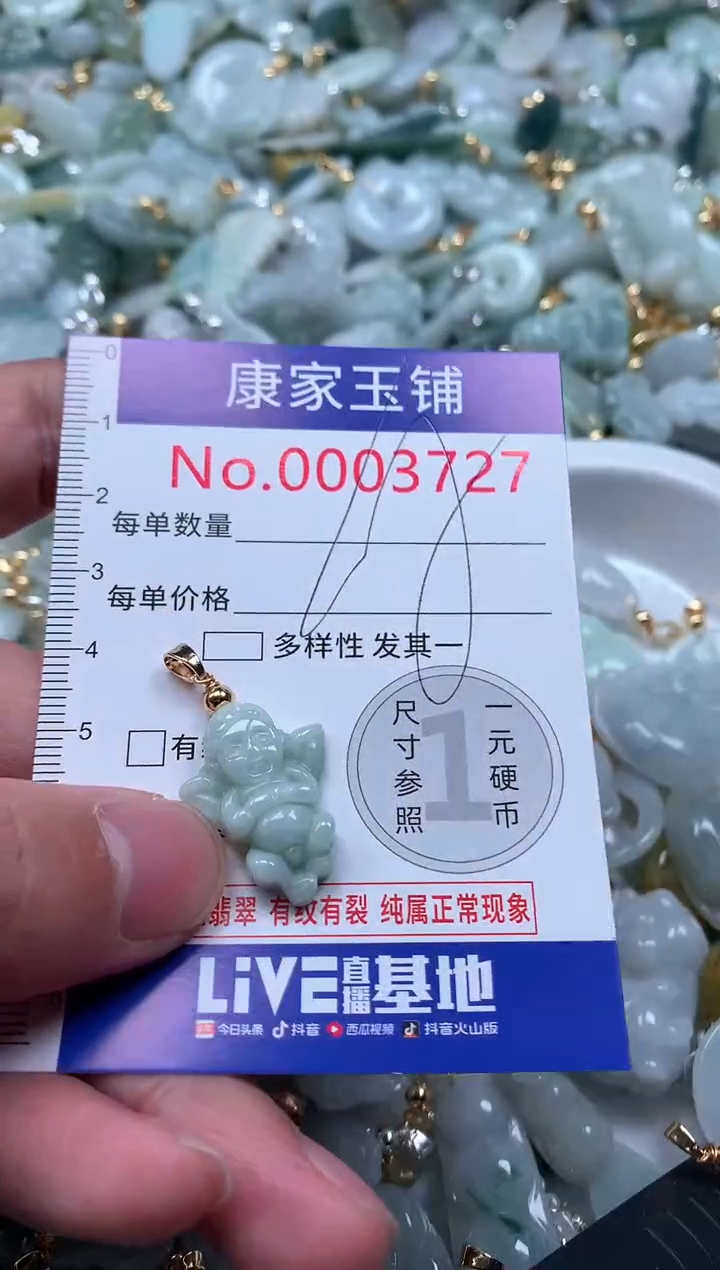 0
康家玉铺
1
No.0003727
2
每单数量
3
每单价格
4
多样性 发其一
5
有
尺寸参照
1
一元硬币
翡翠 有纹有裂 纯属正常现象
LiVE直播基地
今日头条 抖音 西瓜视频 抖音火山版